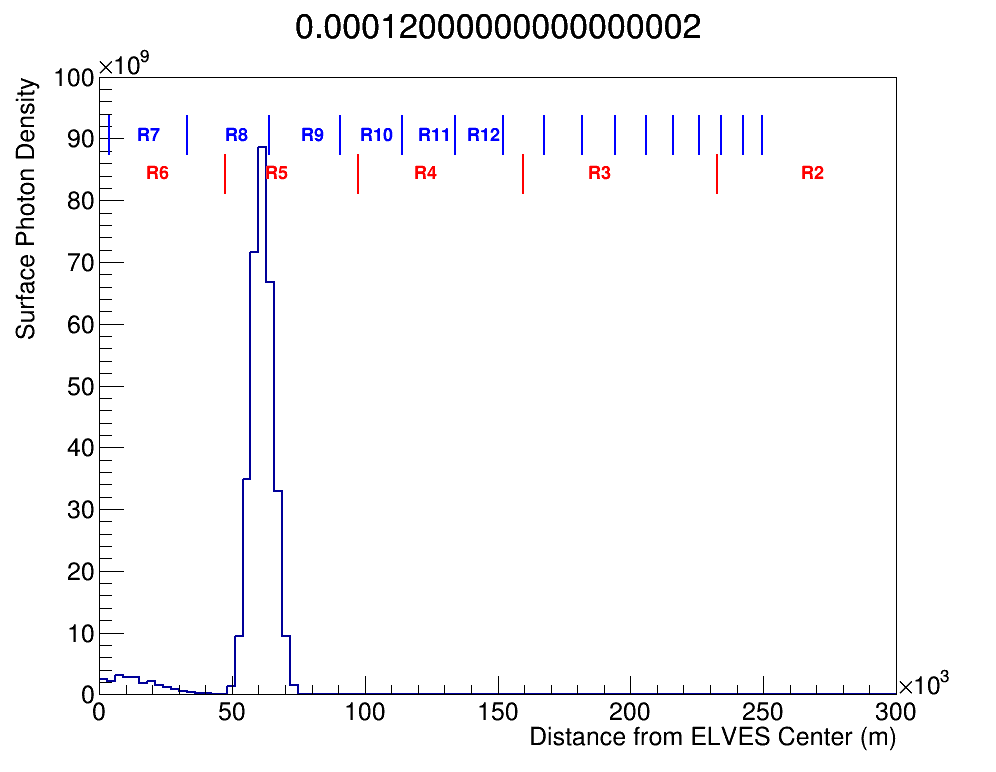 0.00012000000000000002
×10⁹
Surface Photon Density
100
90
80
70
60
50
40
30
20
10
0
R7 R8 R9 R10 R11 R12
R6 R5 R4 R3 R2
0 50 100 150 200 250 300
×10³
Distance from ELVES Center (m)